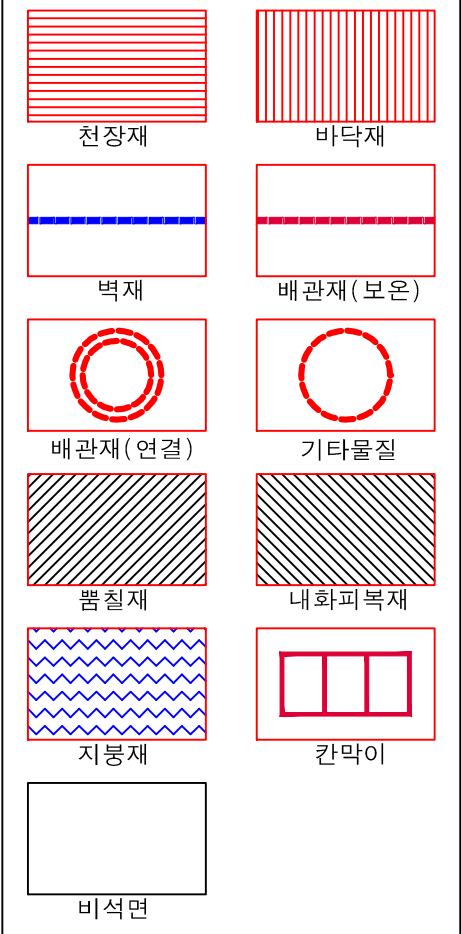 천장재
바닥재
벽재
배관재(보온)
배관재(연결)
기타물질
뿜칠재
내화피복재
지붕재
칸막이
비석면